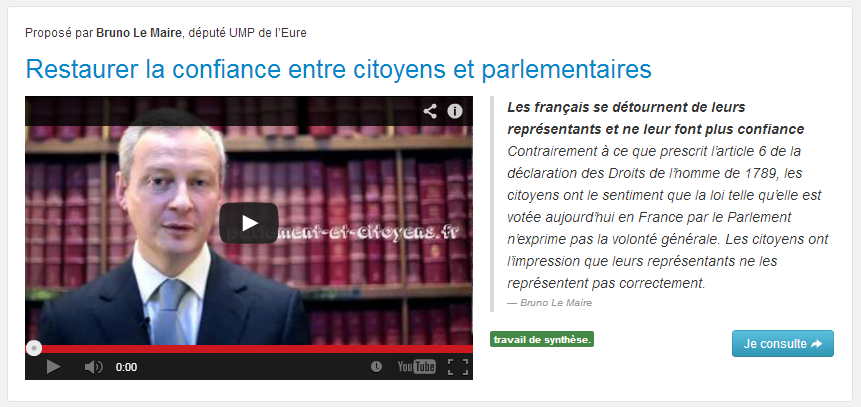 Proposé par Bruno Le Maire, député UMP de l'Eure
Restaurer la confiance entre citoyens et parlementaires
parlement-et-citoyens.fr
0:00
YouTube
Les français se détournent de leurs
représentants et ne leur font plus confiance
Contrairement à ce que prescrit l'article 6 de la
déclaration des Droits de l'homme de 1789, les
citoyens ont le sentiment que la loi telle qu'elle est
votée aujourd'hui en France par le Parlement
n'exprime pas la volonté générale. Les citoyens ont
l'impression que leurs représentants ne les
représentent pas correctement.
— Bruno Le Maire
travail de synthèse.
Je consulte